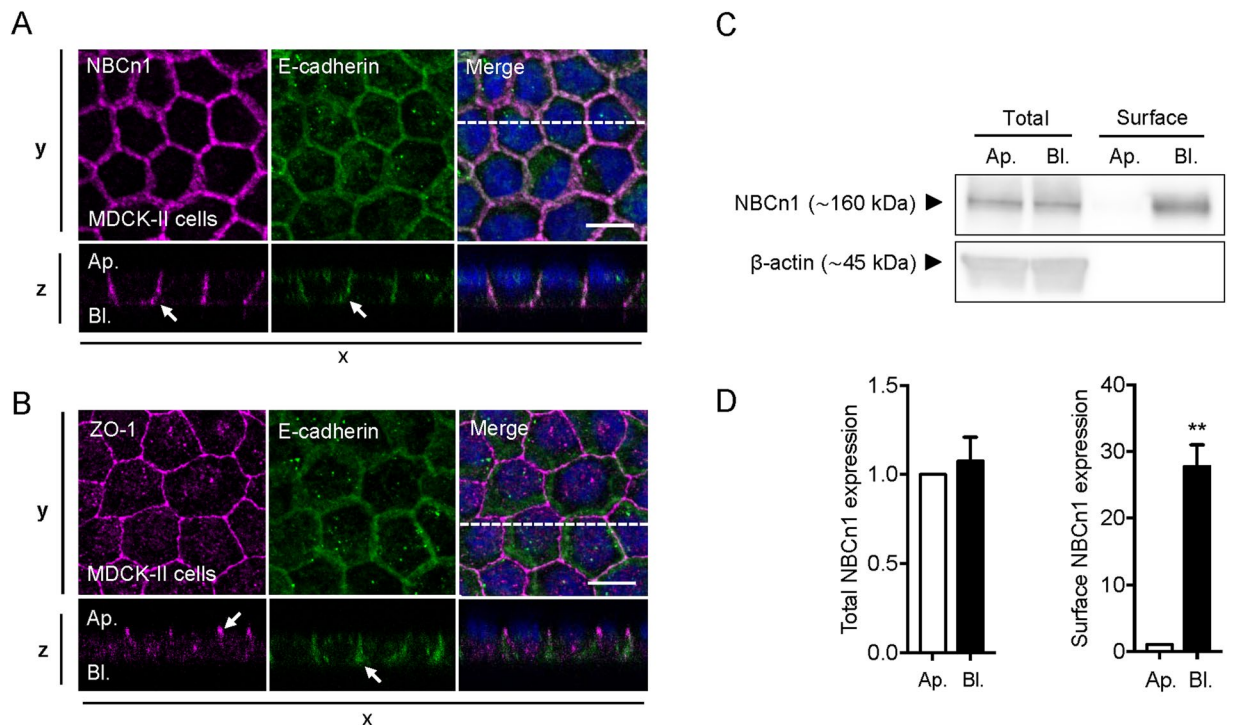 A
NBCn1
E-cadherin
Merge
y
MDCK-II cells
Ap.
z
Bl.
x
B
ZO-1
E-cadherin
Merge
y
MDCK-II cells
Ap.
z
Bl.
x
C
Total Surface
Ap. Bl. Ap. Bl.
NBCn1 (~160 kDa)
β-actin (~45 kDa)
D
Total NBCn1 expression
1.5
1.0
0.5
0.0
Ap. Bl.
Surface NBCn1 expression
40
30
20
10
0
**
Ap. Bl.